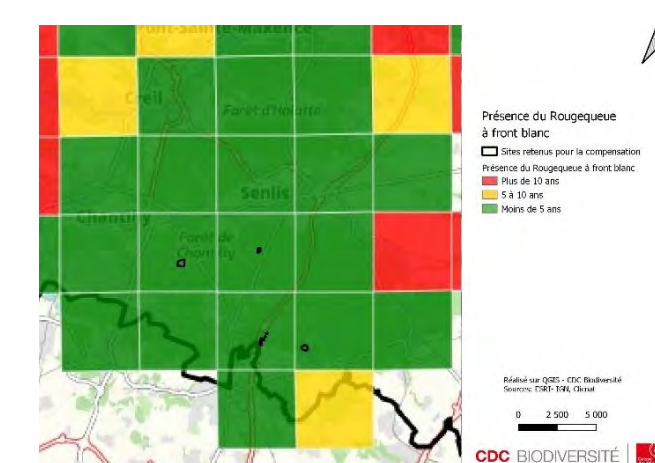 Pont-Sainte-Maxence
Creil
Forêt d'Halatte
Senlis
Chantilly
Forêt de
Chantilly
Présence du Rougequeue
à front blanc
Sites retenus pour la compensation
Présence du Rougequeue à front blanc
Plus de 10 ans
5 à 10 ans
Moins de 5 ans
Réalisé sur QGIS - CDC Biodiversité
Sources: ESRI- IGN, Clicnat
0 2 500 5 000
CDC BIODIVERSITÉ